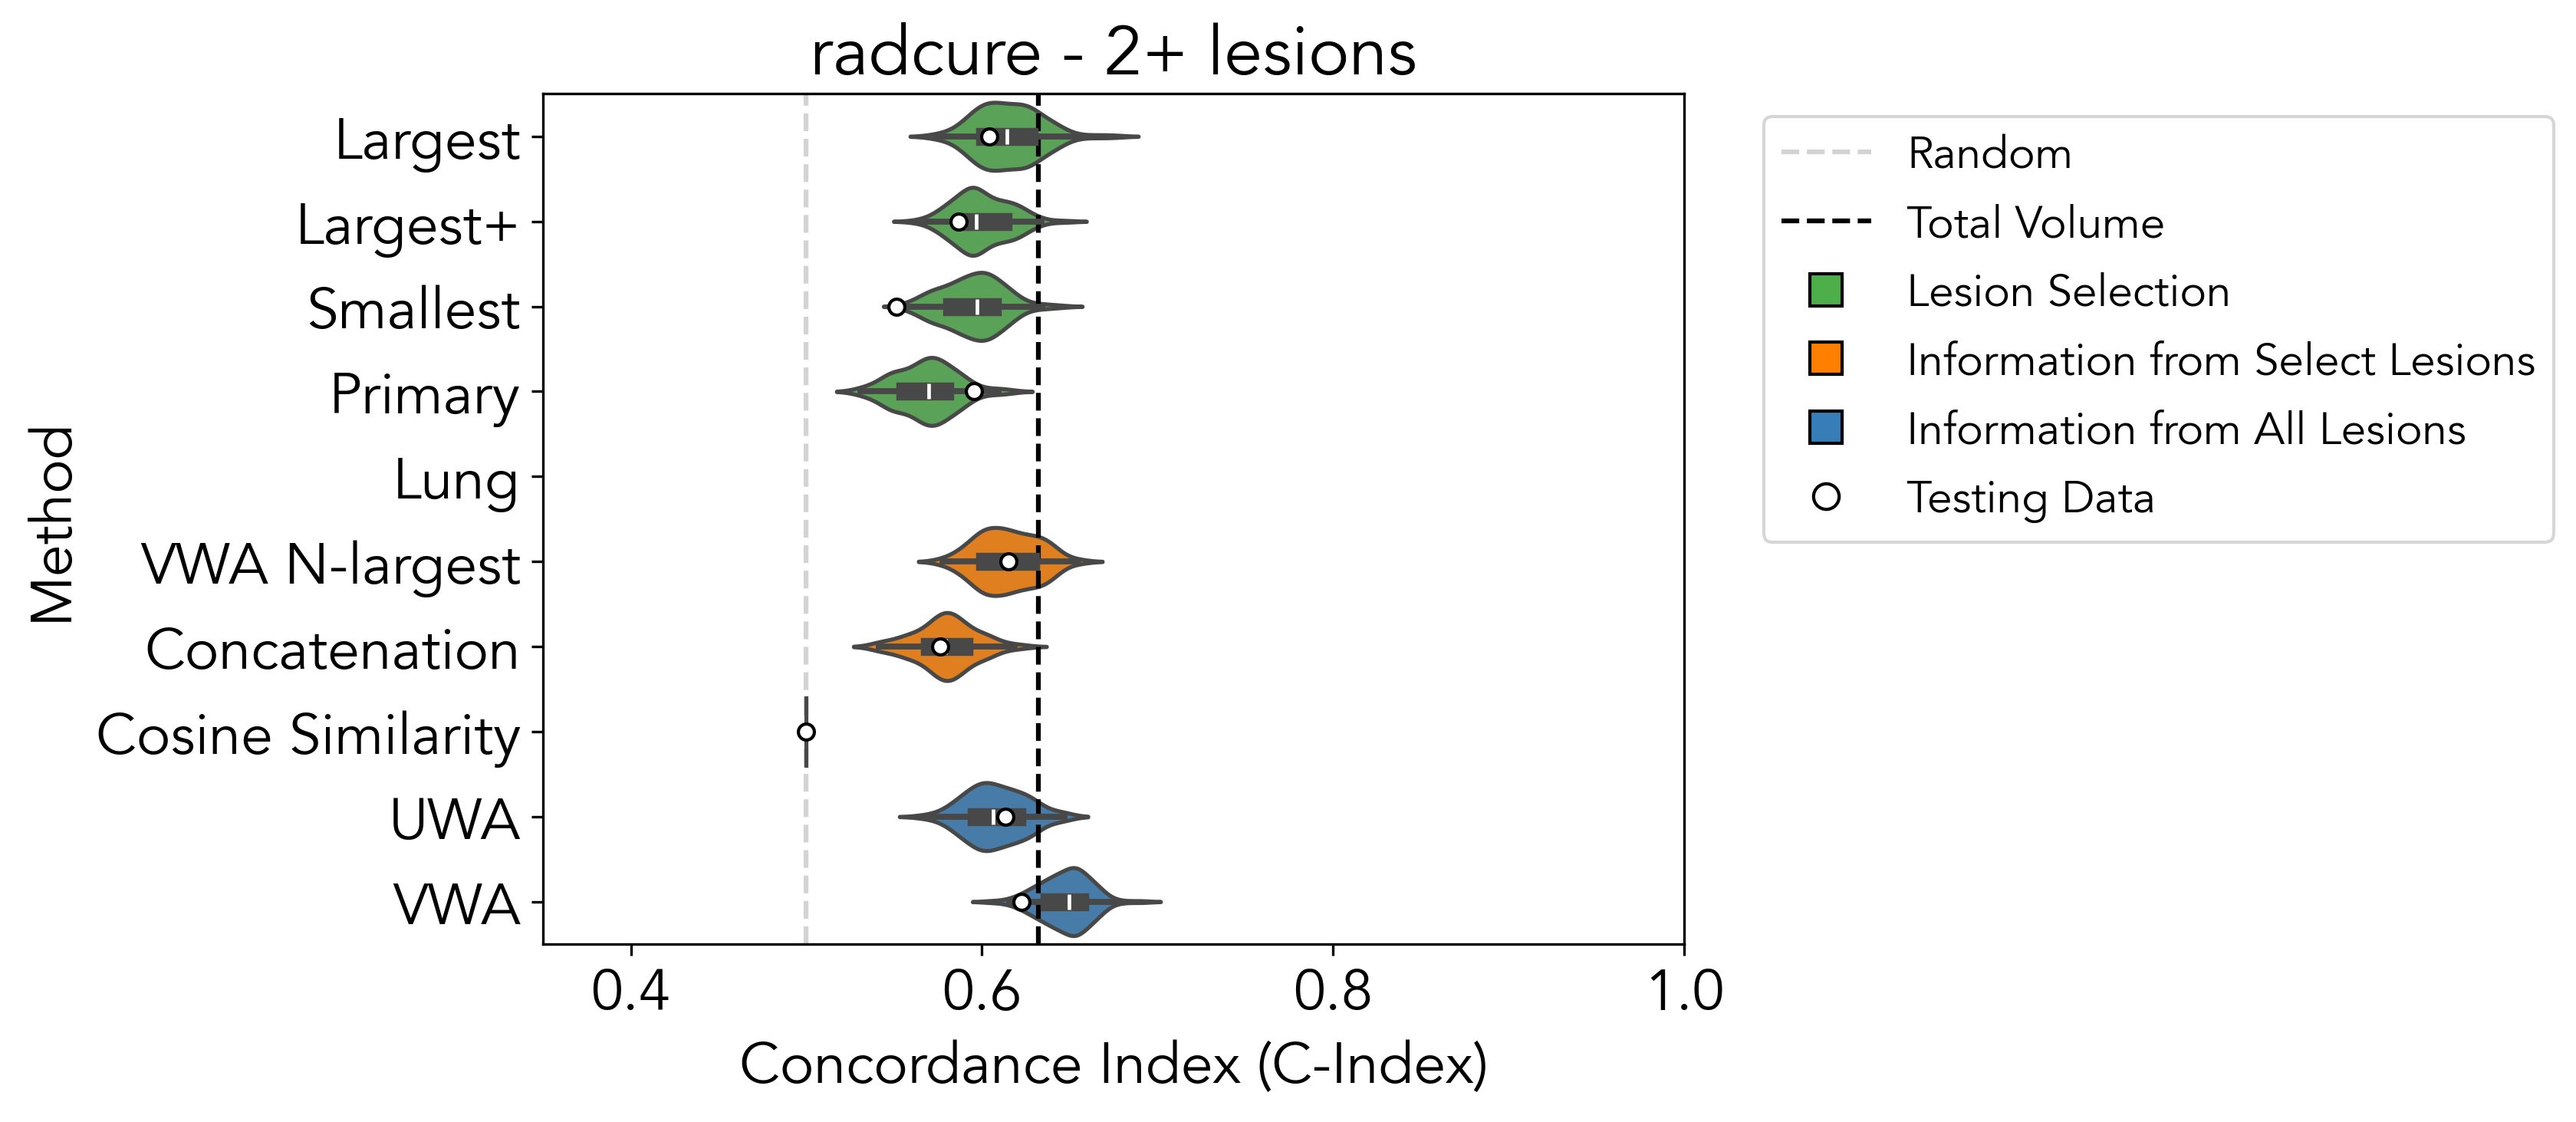 radcure - 2+ lesions
Method
Largest
Largest+
Smallest
Primary
Lung
VWA N-largest
Concatenation
Cosine Similarity
UWA
VWA
0.4 0.6 0.8 1.0
Concordance Index (C-Index)
Random
Total Volume
Lesion Selection
Information from Select Lesions
Information from All Lesions
Testing Data